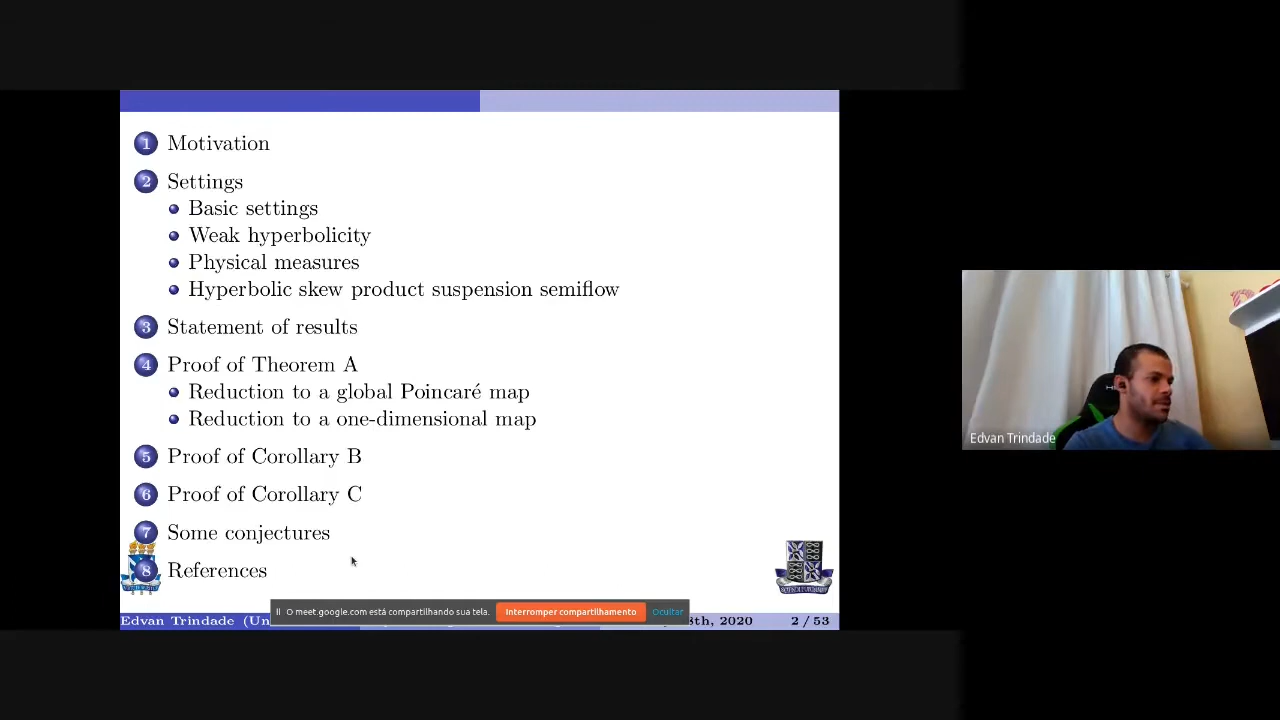 1 Motivation
2 Settings
Basic settings
Weak hyperbolicity
Physical measures
Hyperbolic skew product suspension semiflow
3 Statement of results
4 Proof of Theorem A
Reduction to a global Poincaré map
Reduction to a one-dimensional map
5 Proof of Corollary B
6 Proof of Corollary C
7 Some conjectures
8 References
O meet.google.com está compartilhando sua tela. Interromper compartilhamento Ocultar
Edvan Trindade (Un 8th, 2020 2 / 53
Edvan Trindade